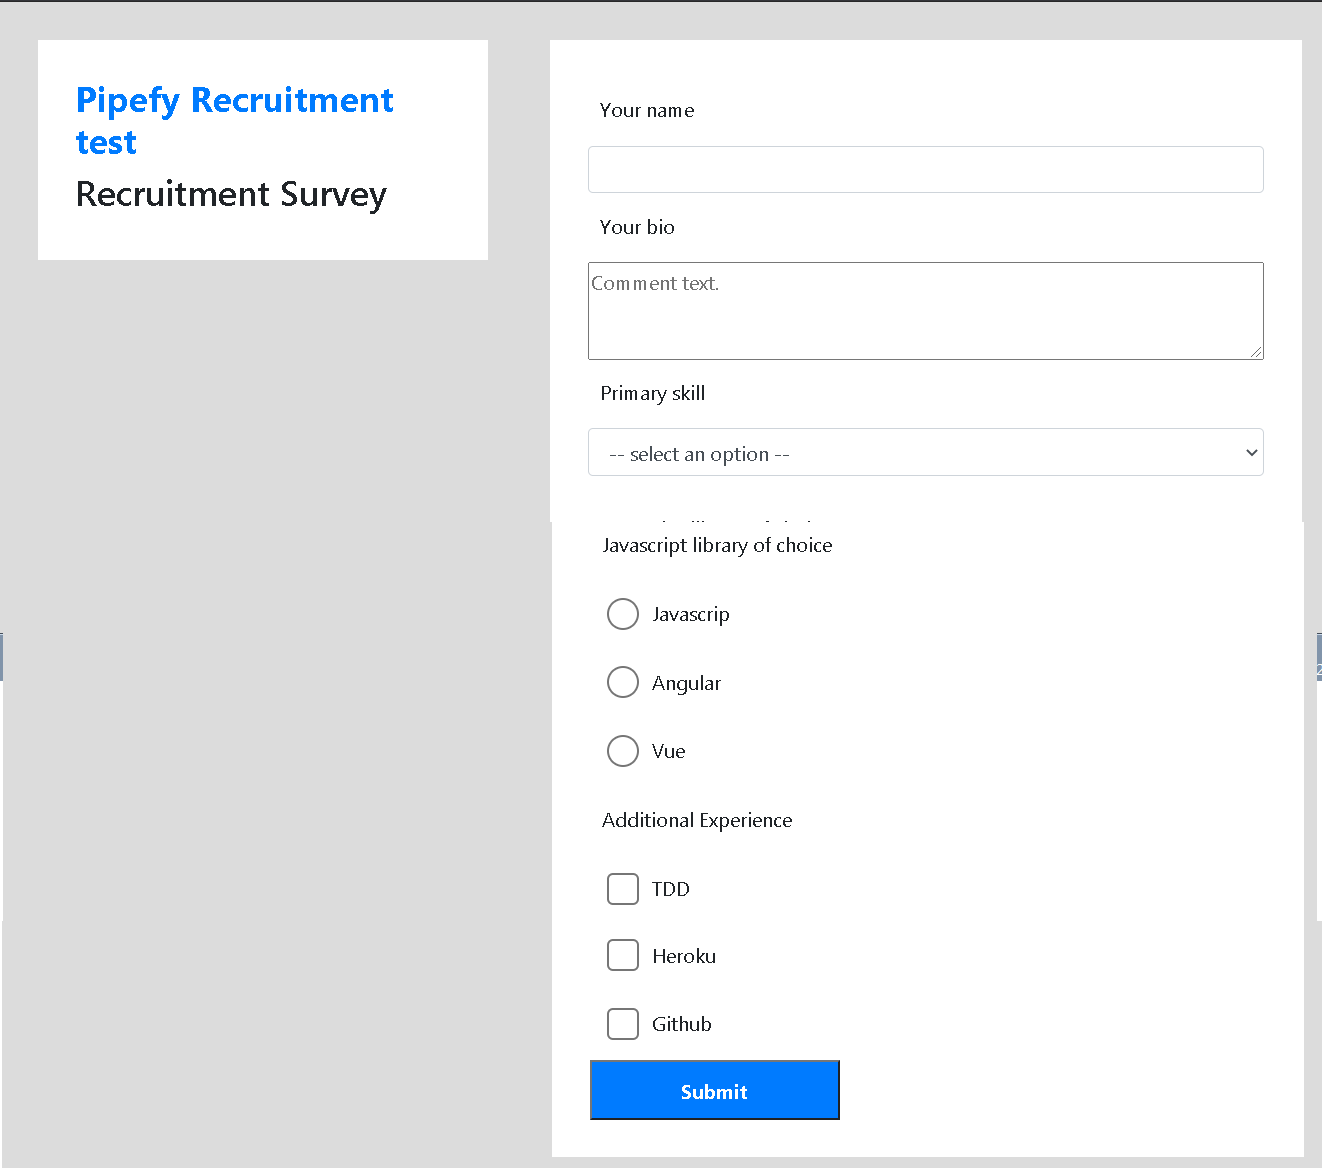 Pipefy Recruitment
test
Recruitment Survey
Your name
Your bio
Comment text.
Primary skill
-- select an option --
Javascript library of choice
Javascrip
Angular
Vue
Additional Experience
TDD
Heroku
Github
Submit